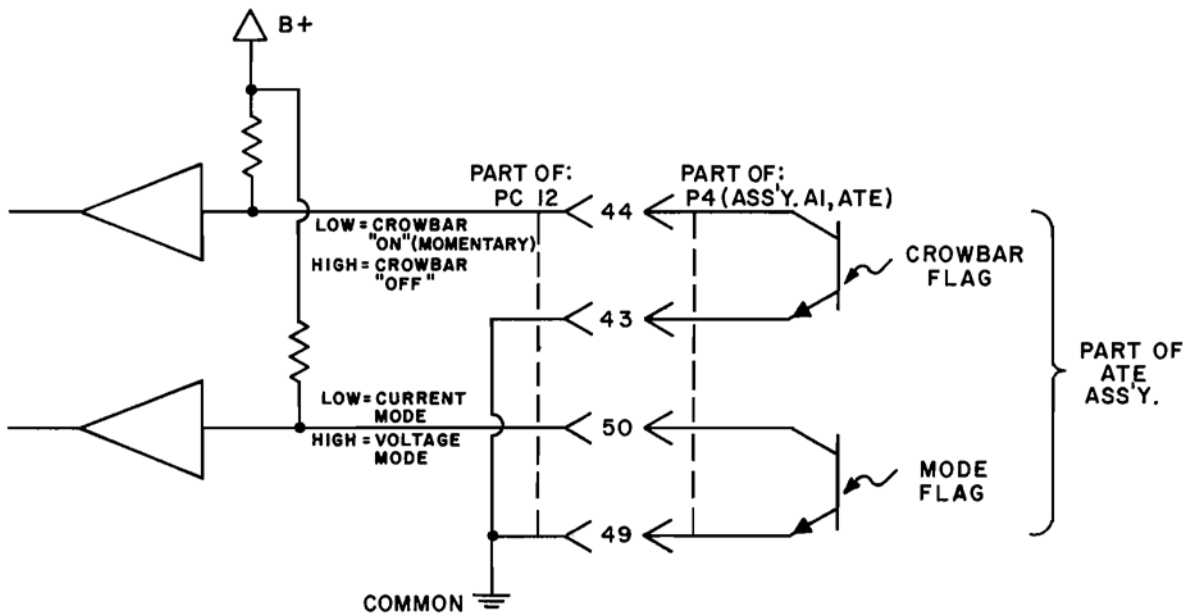 B+
PART OF:
PC 12
PART OF:
P4 (ASS'Y. A1, ATE)
44
LOW = CROWBAR
"ON" (MOMENTARY)
HIGH = CROWBAR
"OFF"
CROWBAR
FLAG
43
PART OF
ATE
ASS'Y.
LOW = CURRENT
MODE
50
HIGH = VOLTAGE
MODE
MODE
FLAG
49
COMMON